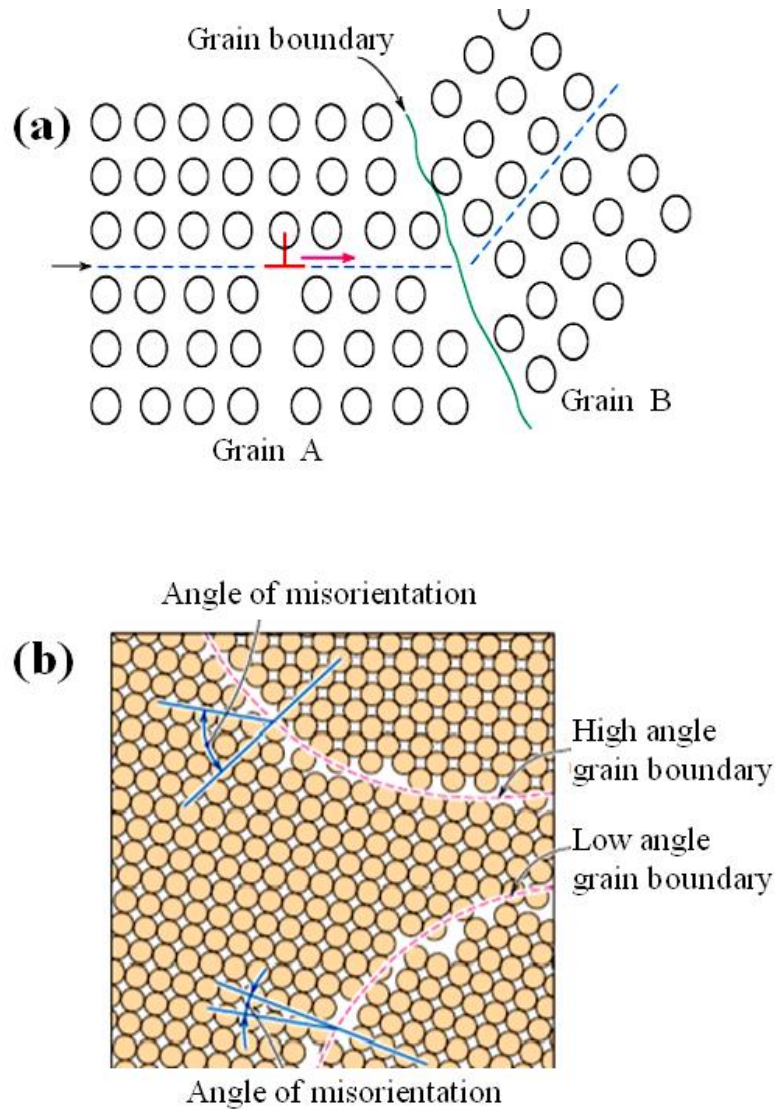 Grain boundary
(a)
Grain B
Grain A
Angle of misorientation
(b)
High angle
grain boundary
Low angle
grain boundary
Angle of misorientation